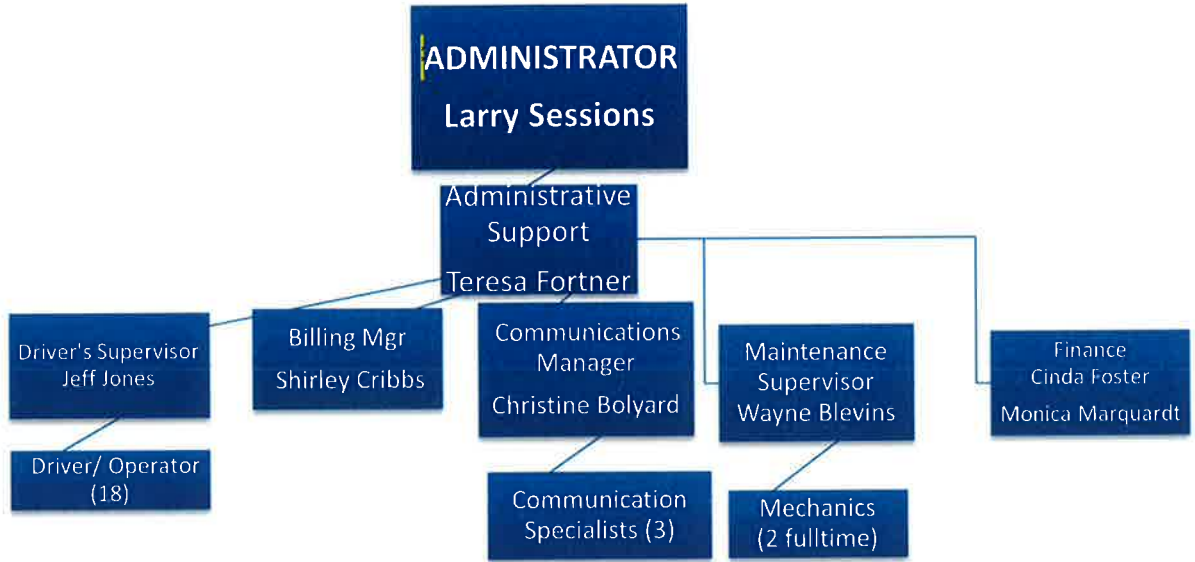 ADMINISTRATOR
Larry Sessions
Administrative
Support
Teresa Fortner
Driver's Supervisor
Jeff Jones
Billing Mgr
Shirley Cribbs
Communications
Manager
Christine Bolyard
Maintenance
Supervisor
Wayne Blevins
Finance
Cinda Foster
Monica Marquardt
Driver/ Operator
(18)
Communication
Specialists (3)
Mechanics
(2 fulltime)